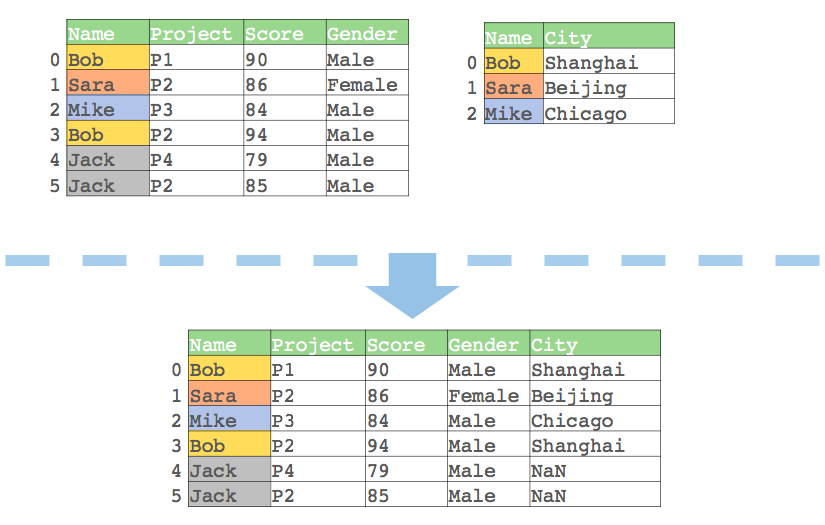 Name Project Score Gender
0 Bob P1 90 Male
1 Sara P2 86 Female
2 Mike P3 84 Male
3 Bob P2 94 Male
4 Jack P4 79 Male
5 Jack P2 85 Male
Name City
0 Bob Shanghai
1 Sara Beijing
2 Mike Chicago
Name Project Score Gender City
0 Bob P1 90 Male Shanghai
1 Sara P2 86 Female Beijing
2 Mike P3 84 Male Chicago
3 Bob P2 94 Male Shanghai
4 Jack P4 79 Male NaN
5 Jack P2 85 Male NaN